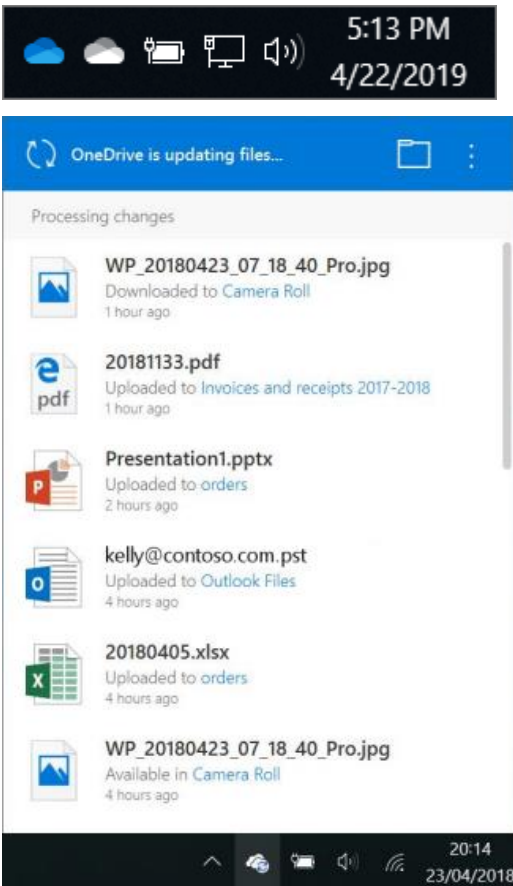 5:13 PM
4/22/2019
OneDrive is updating files...
Processing changes
WP_20180423_07_18_40_Pro.jpg
Downloaded to Camera Roll
1 hour ago
pdf
20181133.pdf
Uploaded to Invoices and receipts 2017-2018
1 hour ago
P
Presentation1.pptx
Uploaded to orders
2 hours ago
o
kelly@contoso.com.pst
Uploaded to Outlook Files
4 hours ago
X
20180405.xlsx
Uploaded to orders
4 hours ago
WP_20180423_07_18_40_Pro.jpg
Available in Camera Roll
4 hours ago
20:14
23/04/2018